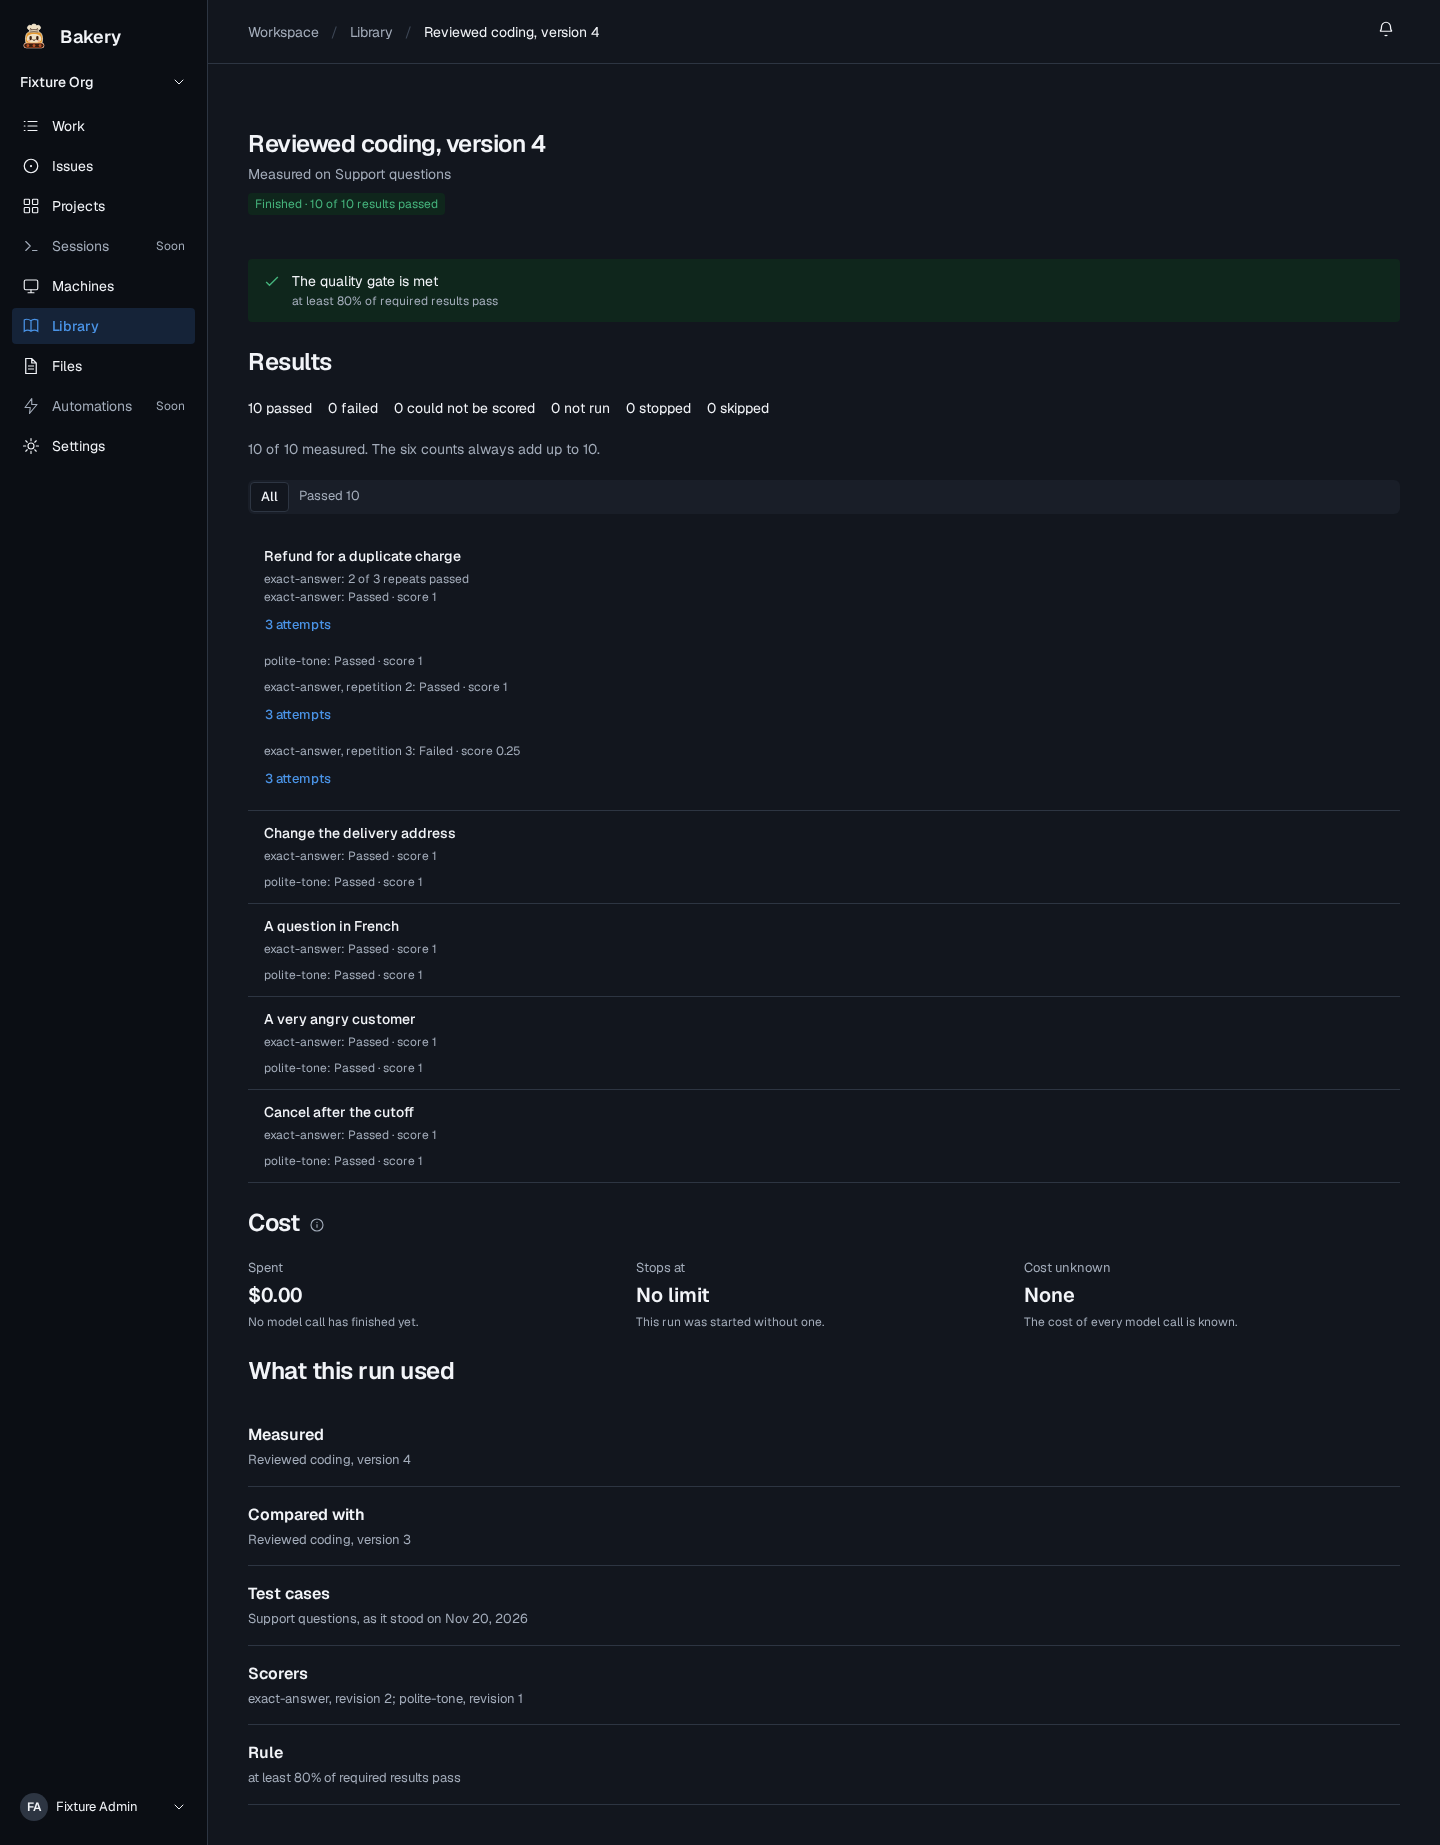 Bakery
Fixture Org
Work
Issues
Projects
Sessions Soon
Machines
Library
Files
Automations Soon
Settings
FA Fixture Admin
Workspace / Library / Reviewed coding, version 4
Reviewed coding, version 4
Measured on Support questions
Finished · 10 of 10 results passed
The quality gate is met
at least 80% of required results pass
Results
10 passed 0 failed 0 could not be scored 0 not run 0 stopped 0 skipped
10 of 10 measured. The six counts always add up to 10.
All Passed 10
Refund for a duplicate charge
exact-answer: 2 of 3 repeats passed
exact-answer: Passed · score 1
3 attempts
polite-tone: Passed · score 1
exact-answer, repetition 2: Passed · score 1
3 attempts
exact-answer, repetition 3: Failed · score 0.25
3 attempts
Change the delivery address
exact-answer: Passed · score 1
polite-tone: Passed · score 1
A question in French
exact-answer: Passed · score 1
polite-tone: Passed · score 1
A very angry customer
exact-answer: Passed · score 1
polite-tone: Passed · score 1
Cancel after the cutoff
exact-answer: Passed · score 1
polite-tone: Passed · score 1
Cost
Spent
$0.00
No model call has finished yet.
Stops at
No limit
This run was started without one.
Cost unknown
None
The cost of every model call is known.
What this run used
Measured
Reviewed coding, version 4
Compared with
Reviewed coding, version 3
Test cases
Support questions, as it stood on Nov 20, 2026
Scorers
exact-answer, revision 2; polite-tone, revision 1
Rule
at least 80% of required results pass